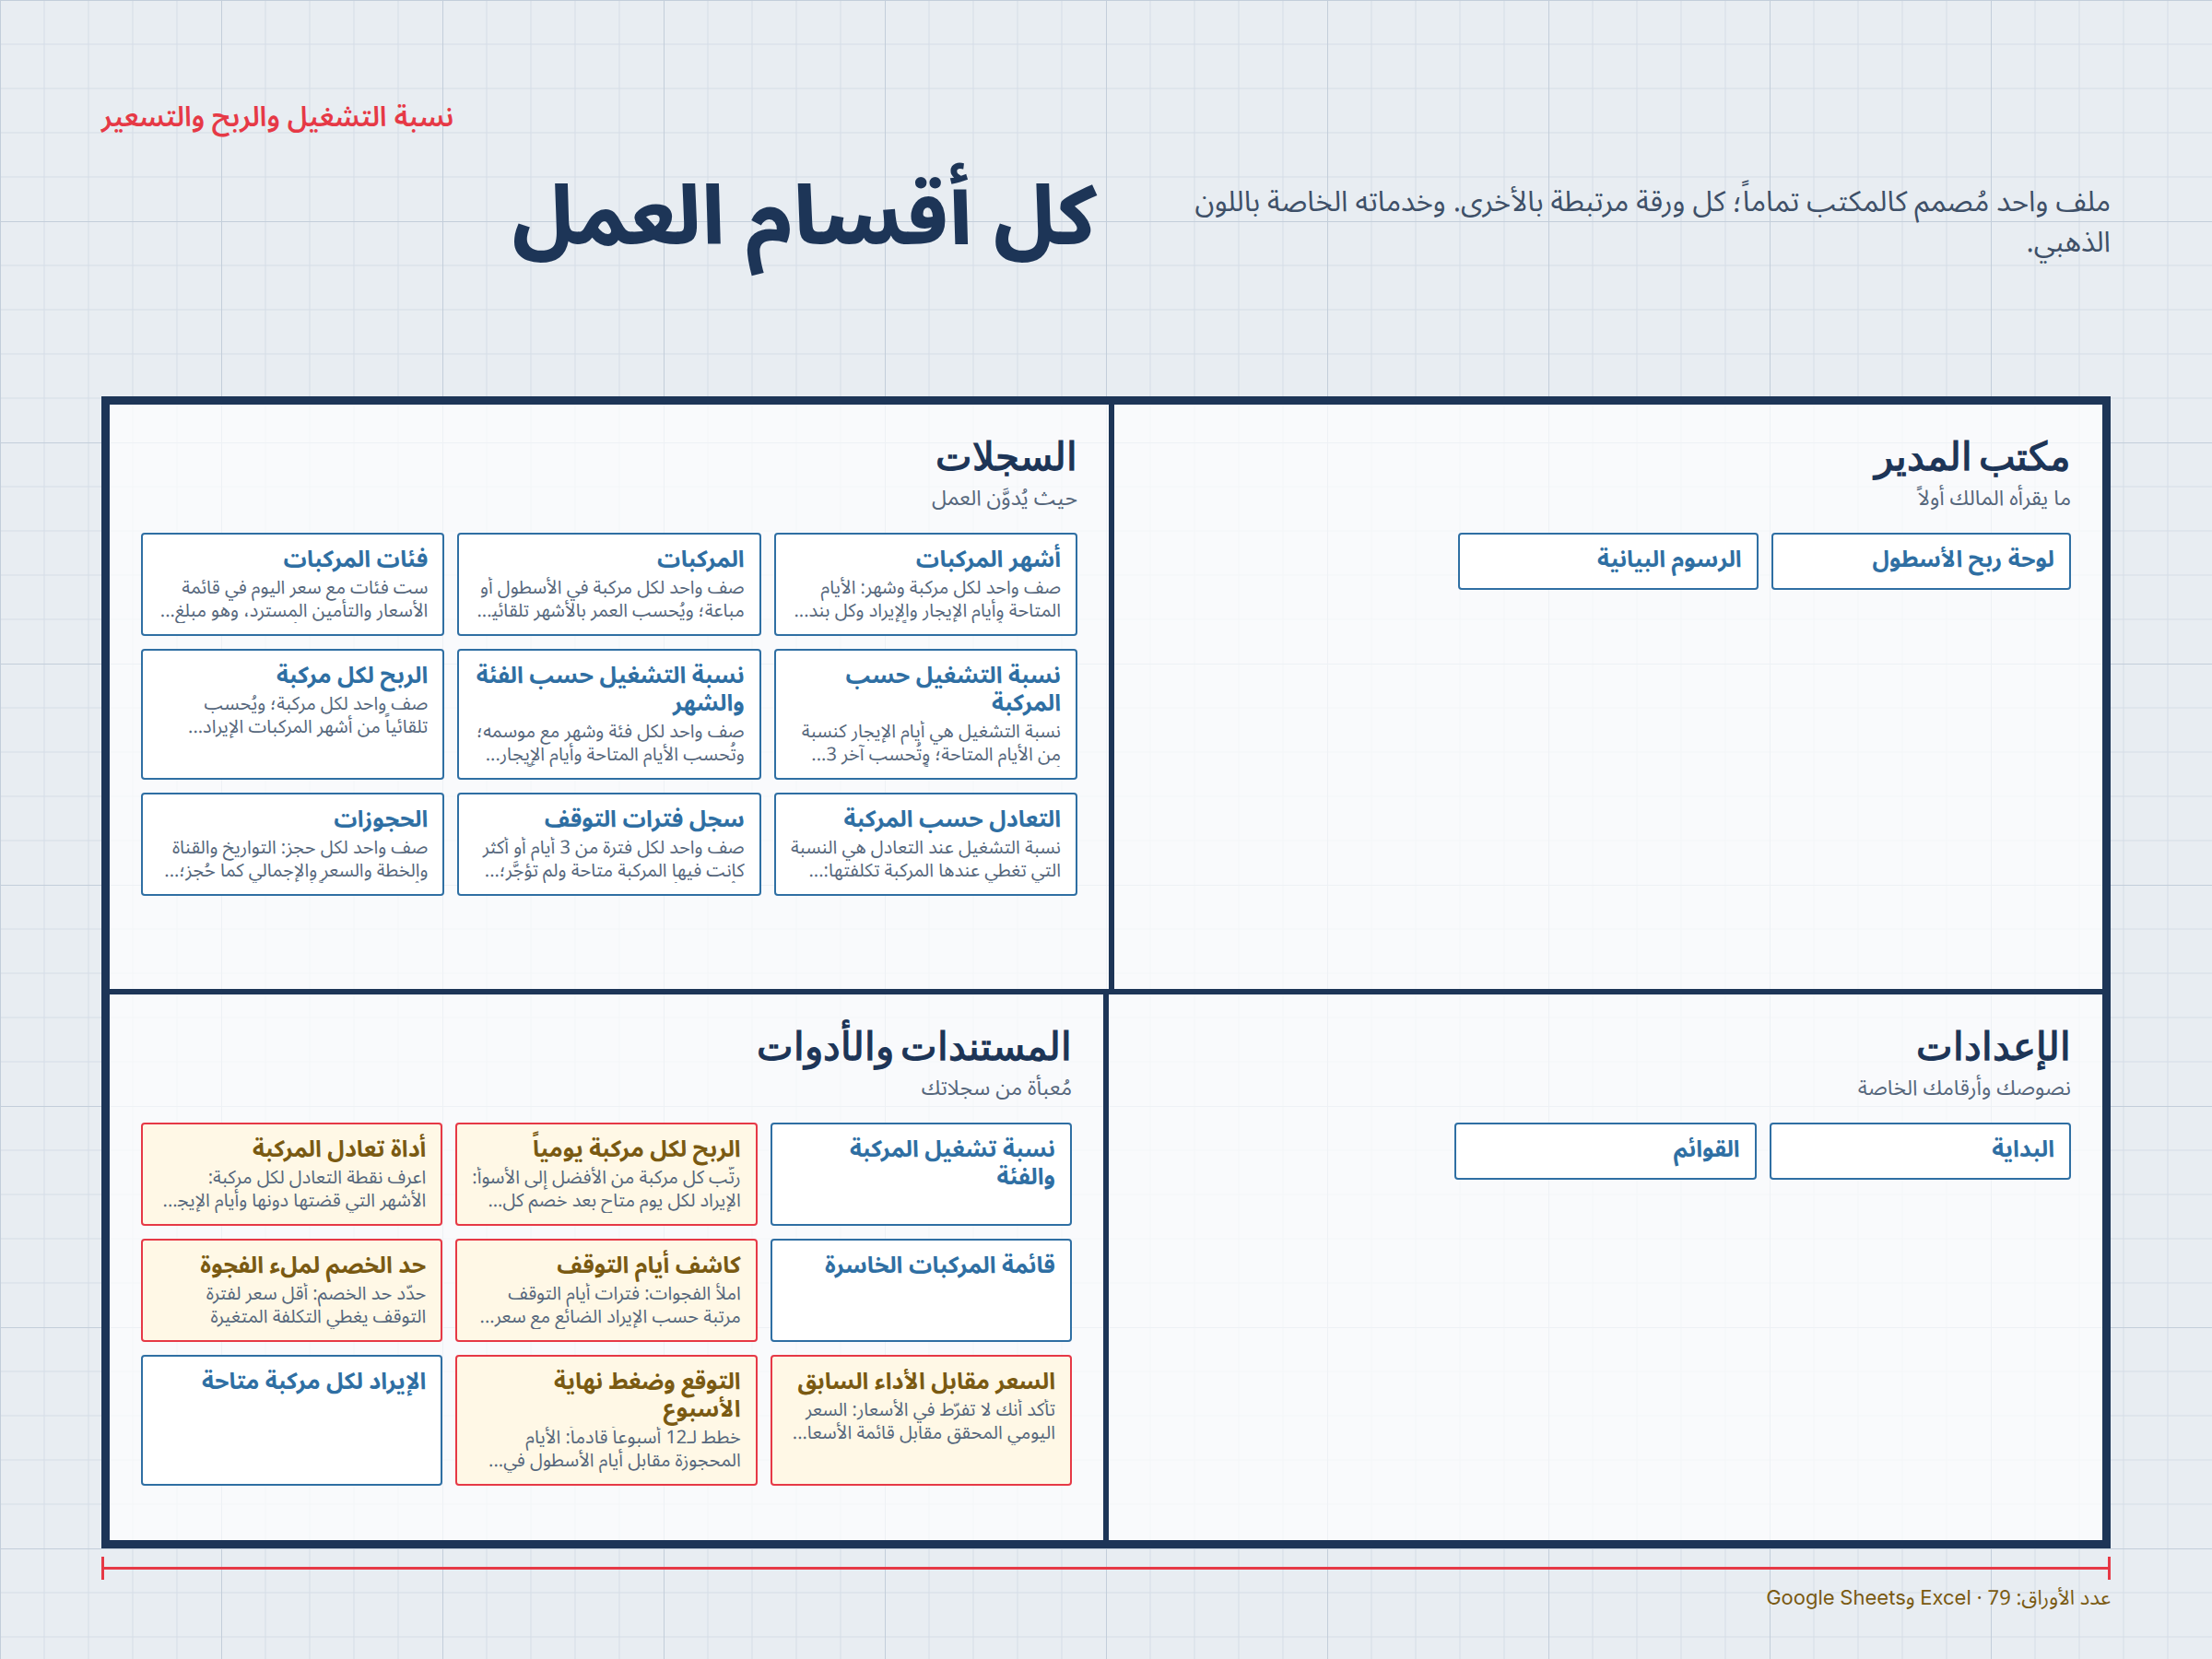 نسبة التشغيل والربح والتسعير
كل أقسام العمل
ملف واحد مُصمم كالمكتب تماماً؛ كل ورقة مرتبطة بالأخرى. وخدماته الخاصة باللون
الذهبي.
مكتب المدير
ما يقرأه المالك أولاً
لوحة ربح الأسطول
الرسوم البيانية
السجلات
حيث يُدوَّن العمل
أشهر المركبات
صف واحد لكل مركبة وشهر: الأيام
المتاحة وأيام الإيجار والإيراد وكل بند...
المركبات
صف واحد لكل مركبة في الأسطول أو
مباعة؛ ويُحسب العمر بالأشهر تلقائي...
فئات المركبات
ست فئات مع سعر اليوم في قائمة
الأسعار والتأمين المسترد، وهو مبلغ...
نسبة التشغيل حسب
المركبة
نسبة التشغيل هي أيام الإيجار كنسبة
من الأيام المتاحة؛ وتُحسب آخر 3...
نسبة التشغيل حسب الفئة
والشهر
صف واحد لكل فئة وشهر مع موسمه؛
وتُحسب الأيام المتاحة وأيام الإيجار...
الربح لكل مركبة
صف واحد لكل مركبة؛ ويُحسب
تلقائياً من أشهر المركبات الإيراد...
التعادل حسب المركبة
نسبة التشغيل عند التعادل هي النسبة
التي تغطي عندها المركبة تكلفتها:...
سجل فترات التوقف
صف واحد لكل فترة من 3 أيام أو أكثر
كانت فيها المركبة متاحة ولم تؤجَّر؛...
الحجوزات
صف واحد لكل حجز: التواريخ والقناة
والخطة والسعر والإجمالي كما حُجز؛...
الإعدادات
نصوصك وأرقامك الخاصة
البداية
القوائم
المستندات والأدوات
مُعبأة من سجلاتك
نسبة تشغيل المركبة
والفئة
الربح لكل مركبة يومياً
رتّب كل مركبة من الأفضل إلى الأسوأ:
الإيراد لكل يوم متاح بعد خصم كل...
أداة تعادل المركبة
اعرف نقطة التعادل لكل مركبة:
الأشهر التي قضتها دونها وأيام الإيج...
قائمة المركبات الخاسرة
كاشف أيام التوقف
املأ الفجوات: فترات أيام التوقف
مرتبة حسب الإيراد الضائع مع سعر...
حد الخصم لملء الفجوة
حدّد حد الخصم: أقل سعر لفترة
التوقف يغطي التكلفة المتغيرة
السعر مقابل الأداء السابق
تأكد أنك لا تفرّط في الأسعار: السعر
اليومي المحقق مقابل قائمة الأسعا...
التوقع وضغط نهاية
الأسبوع
خطط لـ12 أسبوعاً قادماً: الأيام
المحجوزة مقابل أيام الأسطول في...
الإيراد لكل مركبة متاحة
عدد الأوراق: 79 · Excel وGoogle Sheets